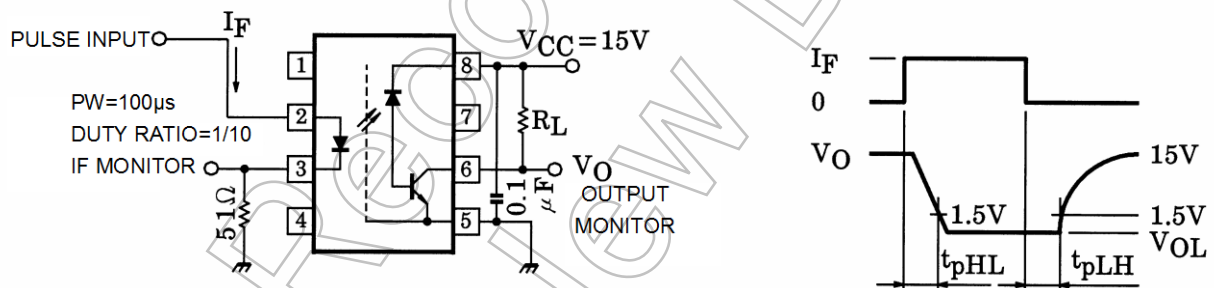 PULSE INPUT
IF
VCC=15V
1
8
PW=100μs
2
7
RL
DUTY RATIO=1/10
IF MONITOR
3
6
VO
OUTPUT
MONITOR
51Ω
4
5
0.1
μF
IF
0
VO
15V
1.5V
1.5V
VOL
tpHL
tpLH